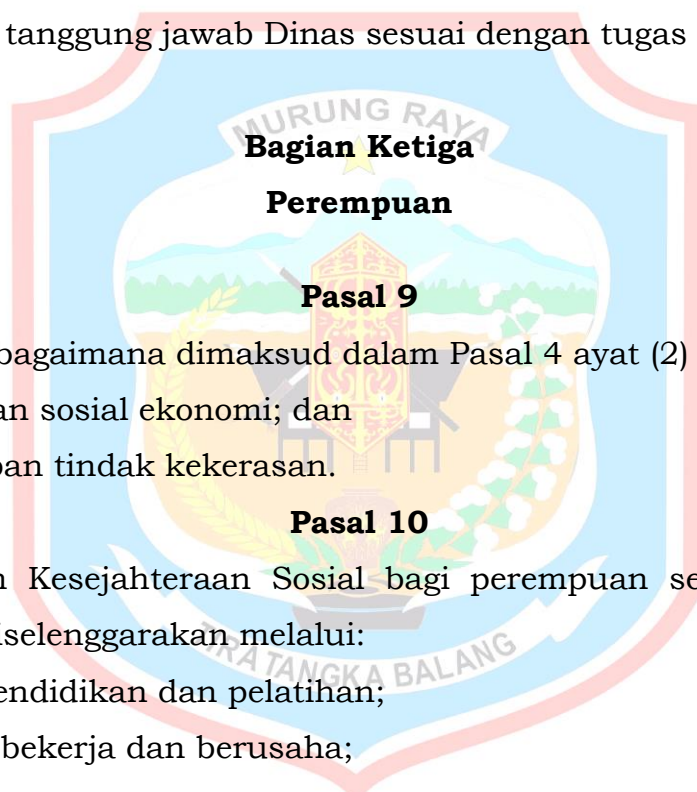 tanggung jawab Dinas sesuai dengan tugas
MURUNG RAYA
Bagian Ketiga
Perempuan
Pasal 9
bagaimana dimaksud dalam Pasal 4 ayat (2)
an sosial ekonomi; dan
ban tindak kekerasan.
Pasal 10
n Kesejahteraan Sosial bagi perempuan se
iselenggarakan melalui:
TIRA TANGKA BALANG
endidikan dan pelatihan;
bekerja dan berusaha;